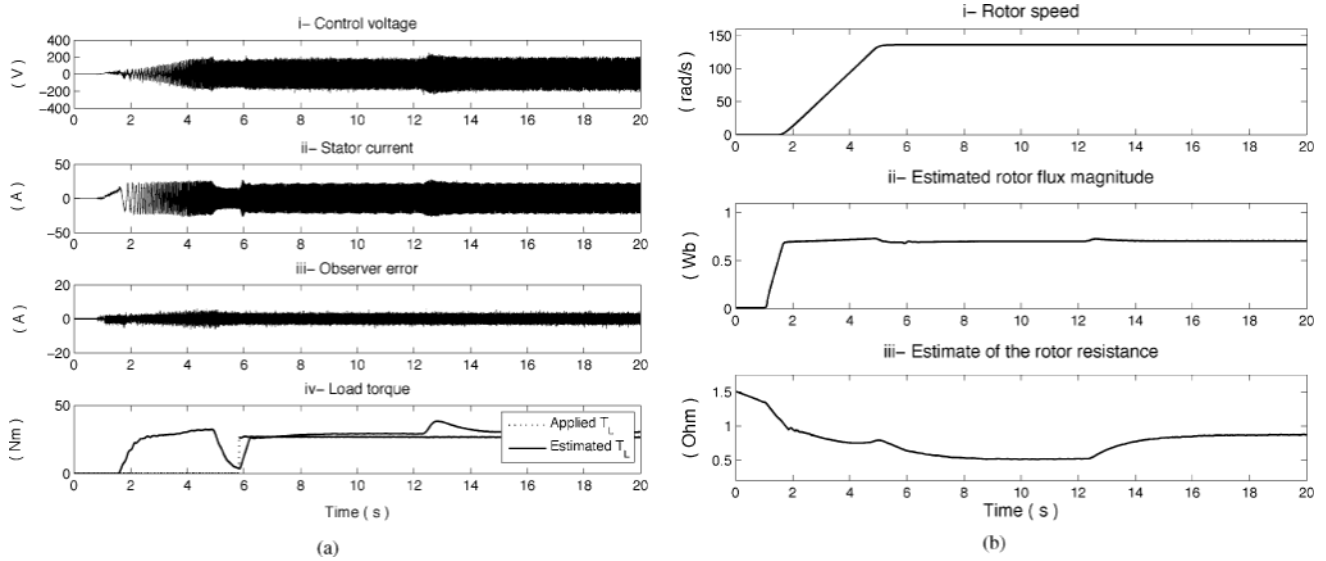 i– Control voltage
400
200
0
−200
−400
( V )
0 2 4 6 8 10 12 14 16 18 20
ii– Stator current
50
0
−50
( A )
0 2 4 6 8 10 12 14 16 18 20
iii– Observer error
20
0
−20
( A )
0 2 4 6 8 10 12 14 16 18 20
iv– Load torque
50
0
( Nm )
Applied T_L
Estimated T_L
0 2 4 6 8 10 12 14 16 18 20
Time ( s )
(a)
i– Rotor speed
150
100
50
0
( rad/s )
0 2 4 6 8 10 12 14 16 18 20
ii– Estimated rotor flux magnitude
1
0.5
0
( Wb )
0 2 4 6 8 10 12 14 16 18 20
iii– Estimate of the rotor resistance
1.5
1
0.5
( Ohm )
0 2 4 6 8 10 12 14 16 18 20
Time ( s )
(b)